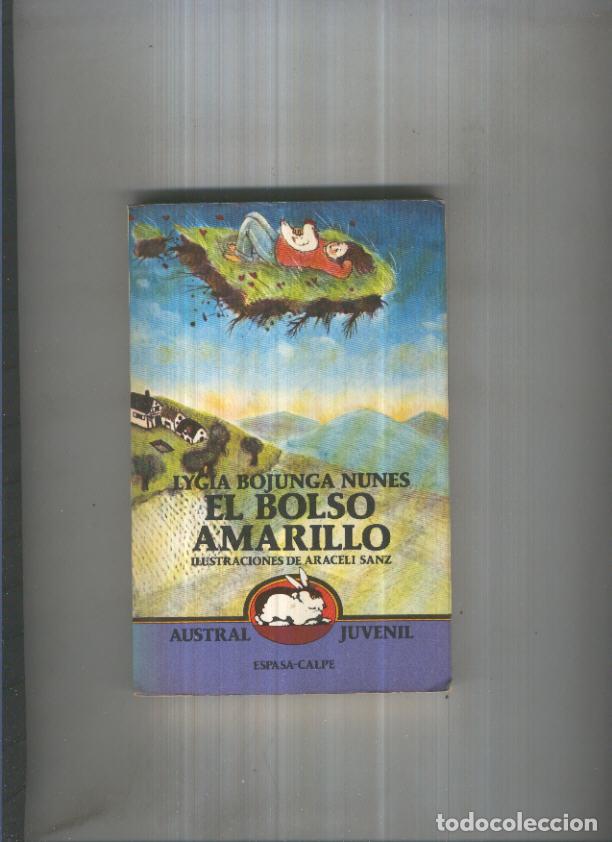 LYGIA BOJUNGA NUNES
EL BOLSO
AMARILLO
ILUSTRACIONES DE ARACELI SANZ
AUSTRAL JUVENIL
ESPASA-CALPE
todocoleccion